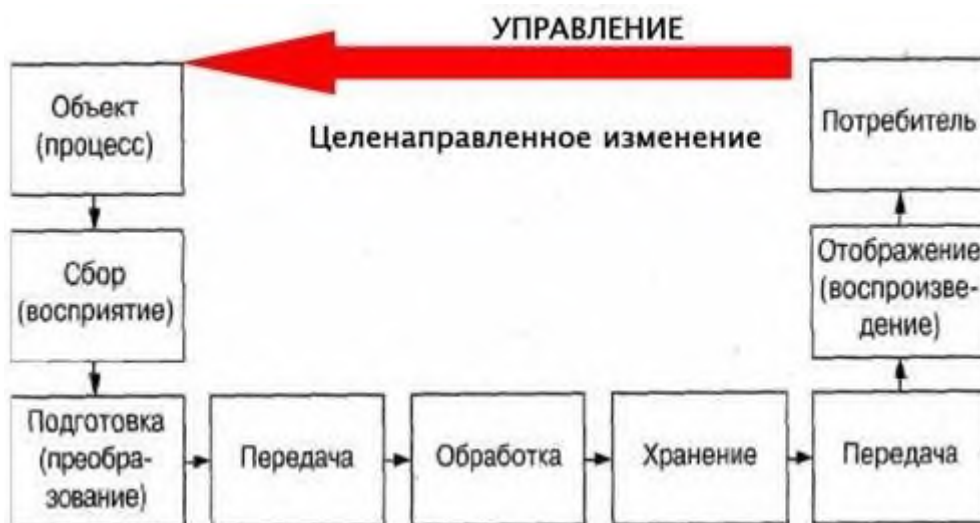 УПРАВЛЕНИЕ
Целенаправленное изменение
Объект
(процесс)
Сбор
(восприятие)
Подготовка
(преобра-
зование)
Передача
Обработка
Хранение
Передача
Отображение
(воспроизве-
дение)
Потребитель